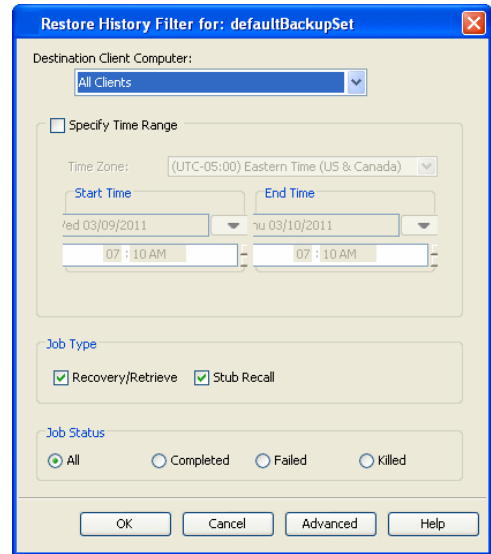 Restore History Filter for: defaultBackupSet
Destination Client Computer:
All Clients
Specify Time Range
Time Zone: (UTC-05:00) Eastern Time (US & Canada)
Start Time End Time
03/09/2011 03/10/2011
07 : 10 AM 07 : 10 AM
Job Type
Recovery/Retrieve Stub Recall
Job Status
All Completed Failed Killed
OK Cancel Advanced Help